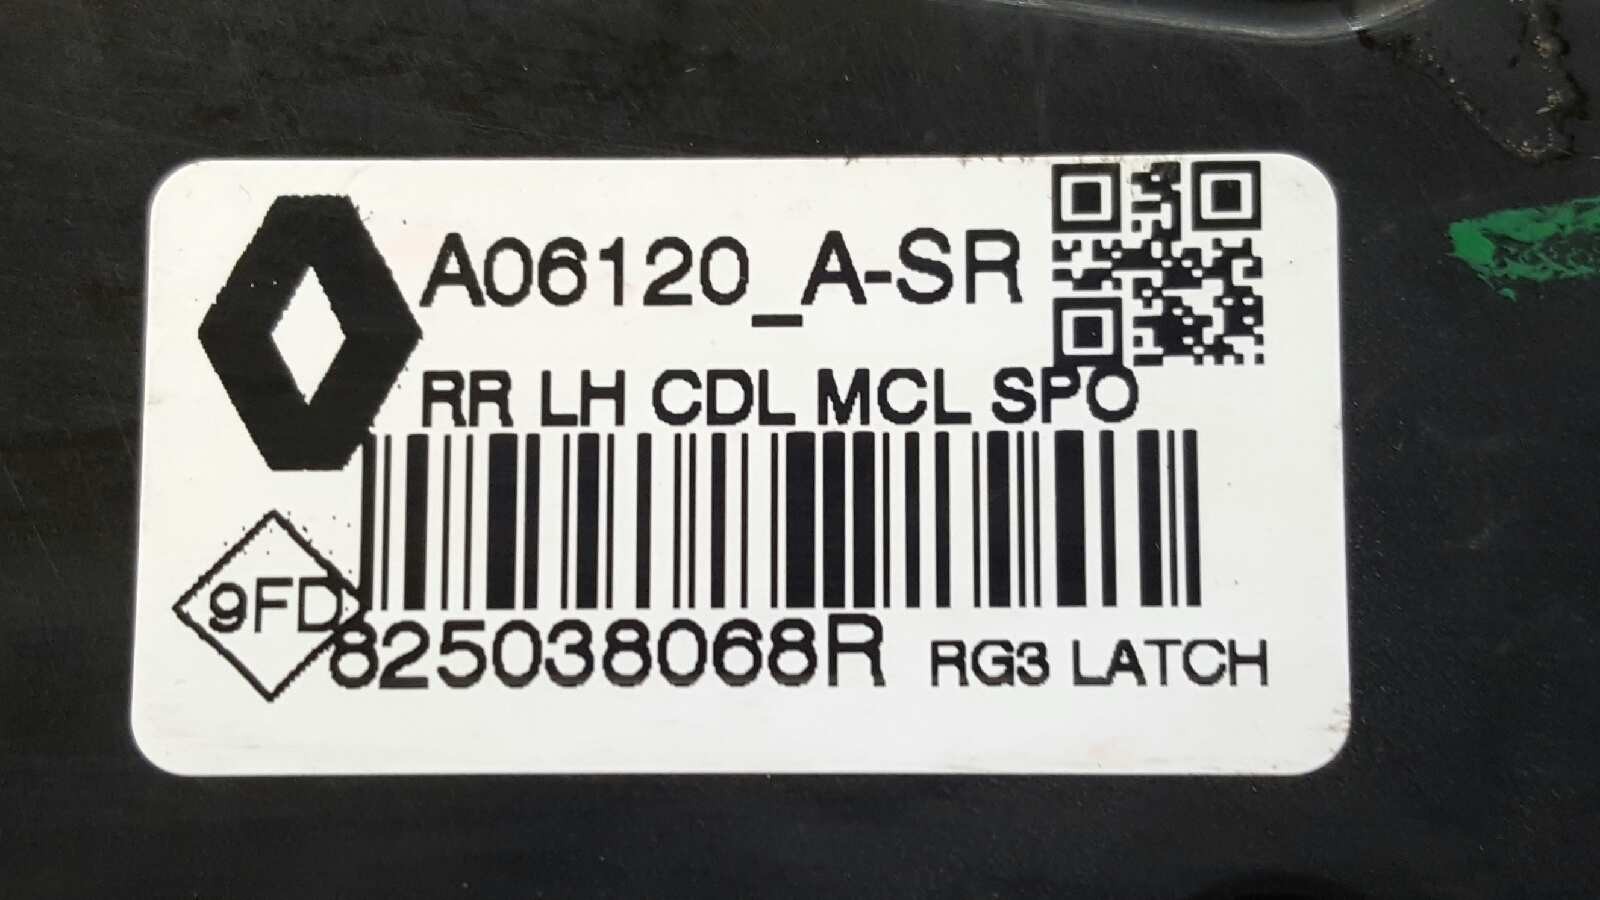 A06120_A-SR
RR LH CDL MCL SPO
9FD
825038068R RG3 LATCH